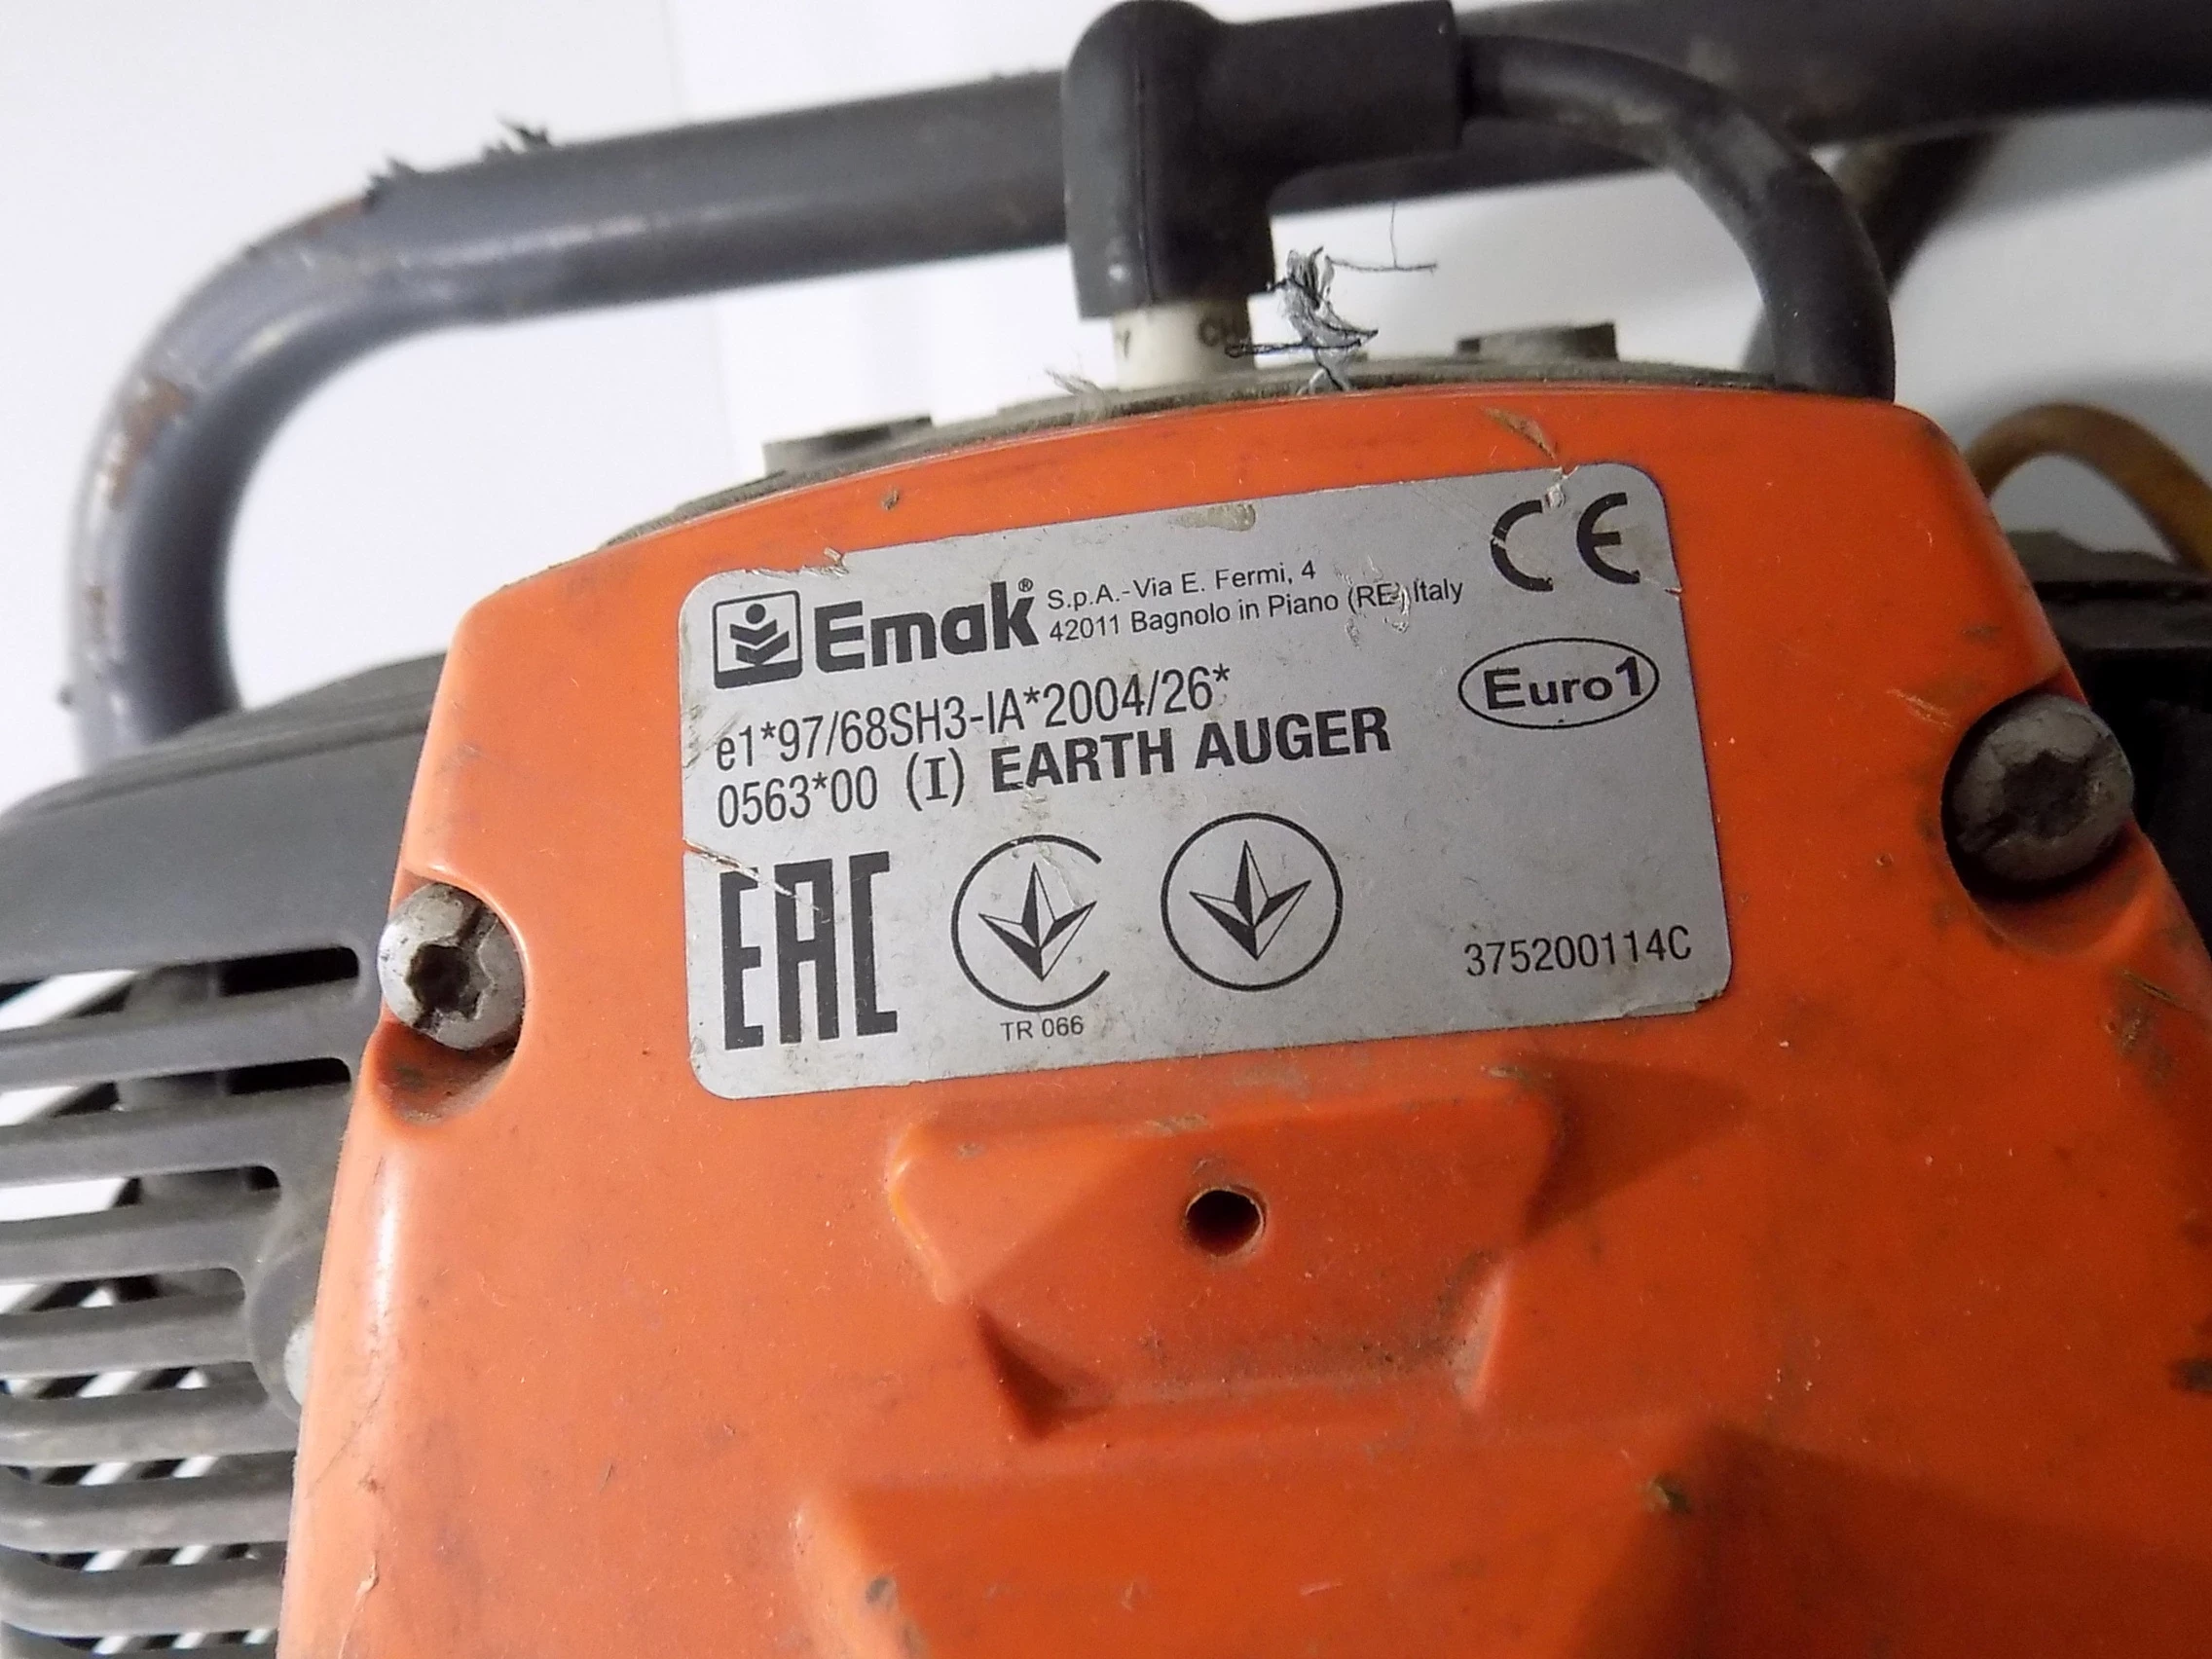 Emak® S.p.A.-Via E. Fermi, 4
42011 Bagnolo in Piano (RE) Italy
CE
e1*97/68SH3-IA*2004/26*
0563*00 (I) EARTH AUGER
Euro1
EAC
TR 066
375200114C